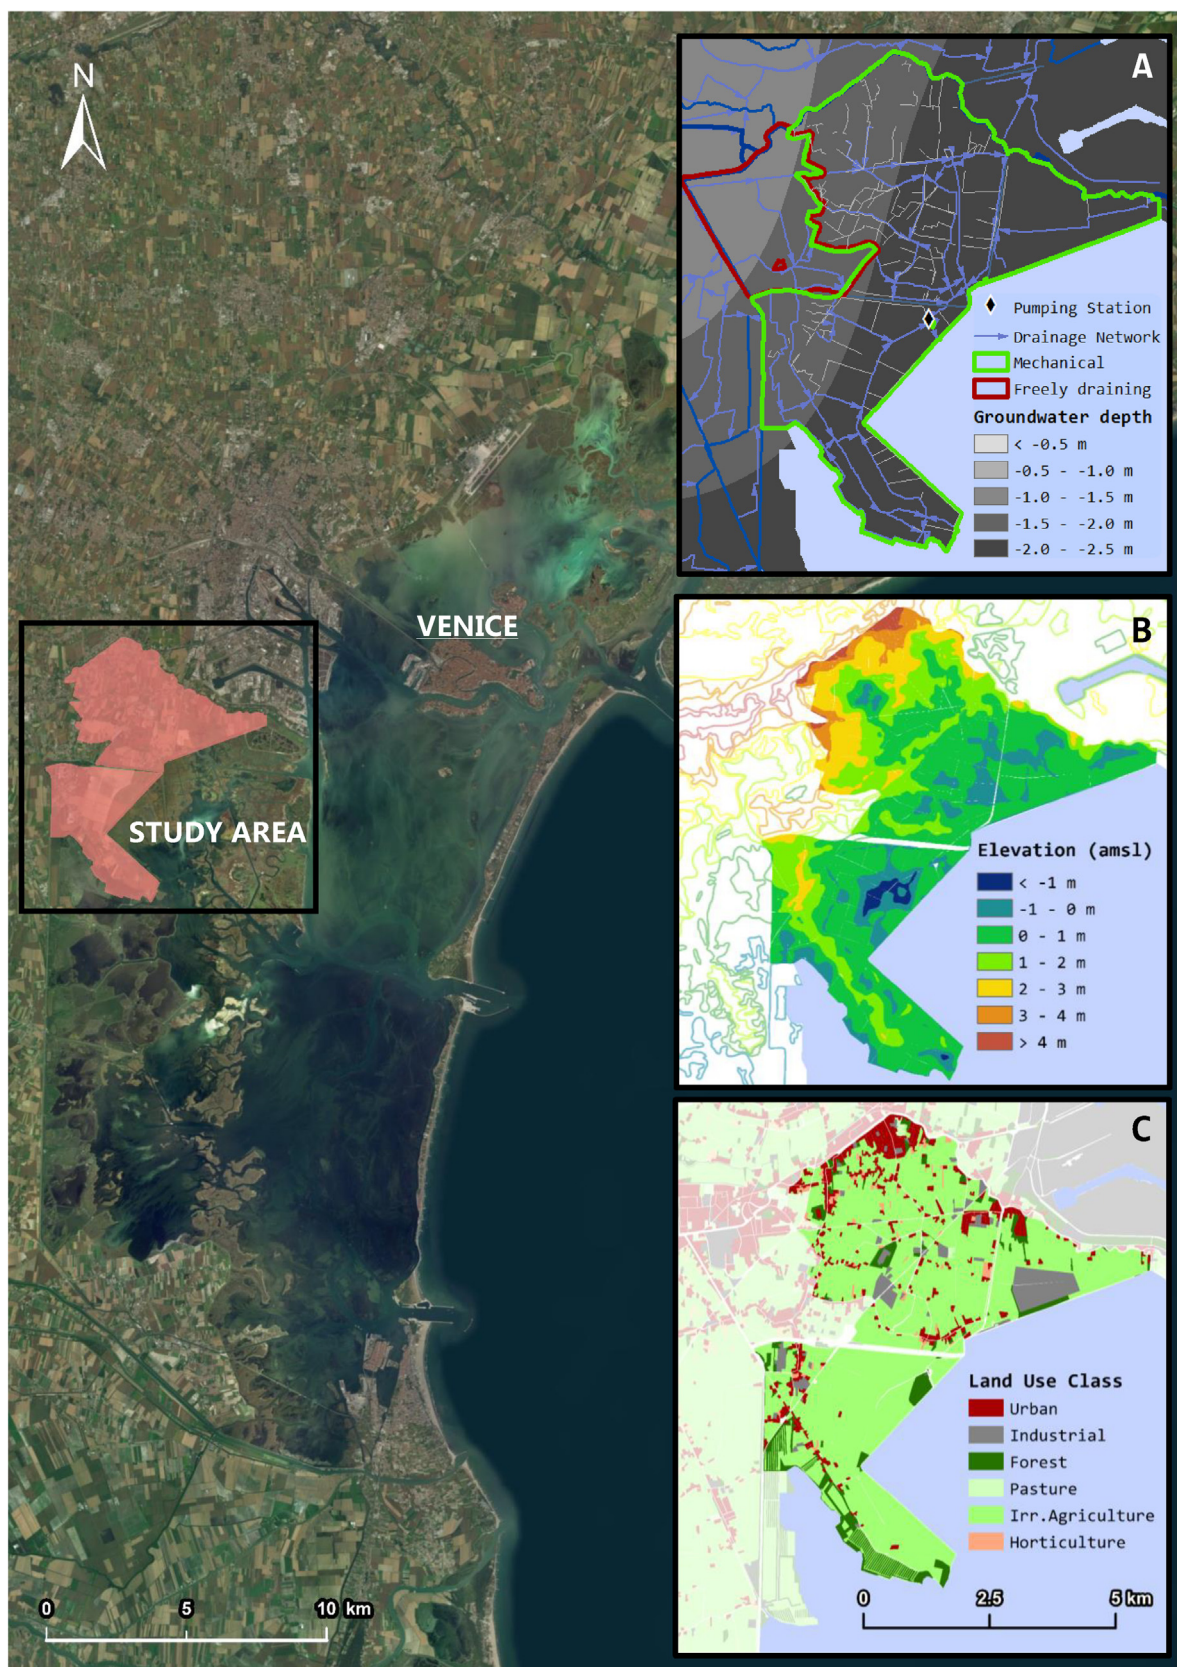 N
VENICE
STUDY AREA
0 5 10 km
A
Pumping Station
Drainage Network
Mechanical
Freely draining
Groundwater depth
< -0.5 m
-0.5 - -1.0 m
-1.0 - -1.5 m
-1.5 - -2.0 m
-2.0 - -2.5 m
B
Elevation (amsl)
< -1 m
-1 - 0 m
0 - 1 m
1 - 2 m
2 - 3 m
3 - 4 m
> 4 m
C
Land Use Class
Urban
Industrial
Forest
Pasture
Irr.Agriculture
Horticulture
0 2.5 5 km